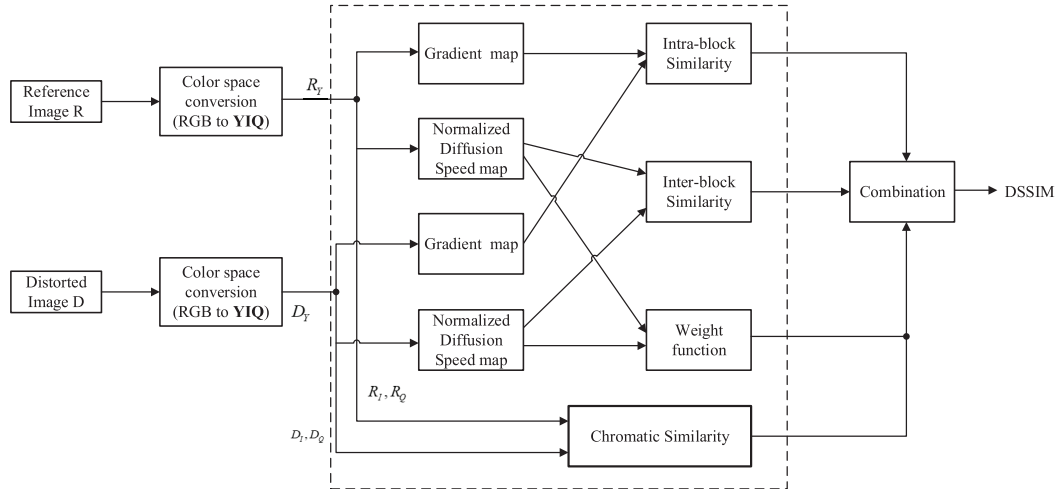 Reference
Image R
Color space
conversion
(RGB to YIQ)
R_Y
Gradient map
Intra-block
Similarity
Normalized
Diffusion
Speed map
Inter-block
Similarity
Combination
DSSIM
Gradient map
Distorted
Image D
Color space
conversion
(RGB to YIQ)
D_Y
Normalized
Diffusion
Speed map
Weight
function
R_I, R_Q
D_I, D_Q
Chromatic Similarity